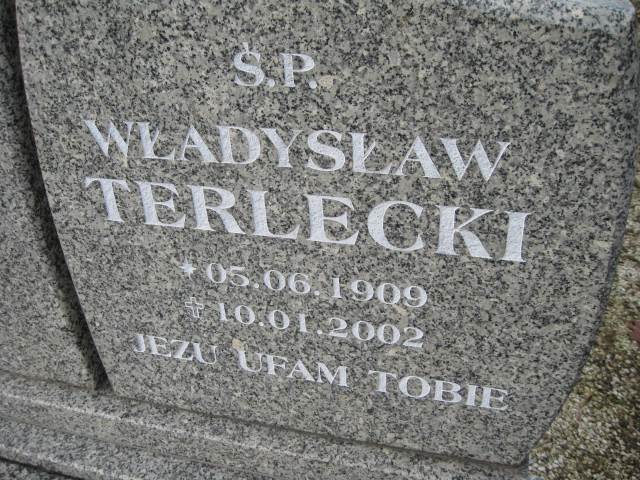 Ś.P.
WŁADYSŁAW
TERLECKI
* 05.06.1909
✝ 10.01.2002
JEZU UFAM TOBIE